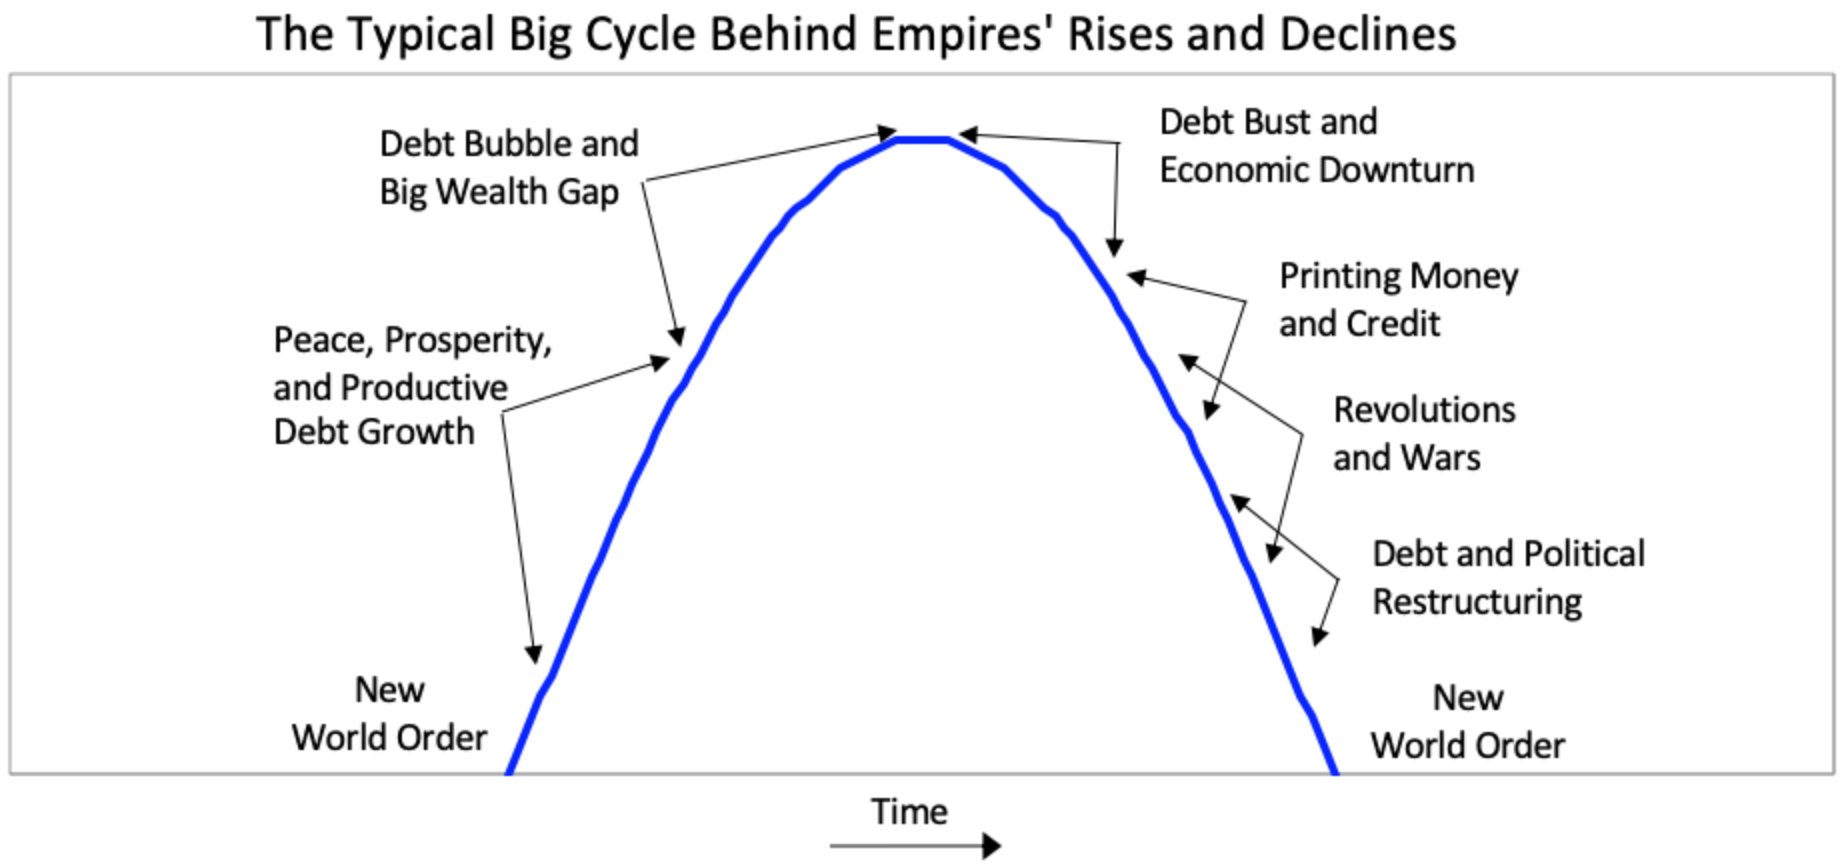 The Typical Big Cycle Behind Empires' Rises and Declines
Debt Bubble and
Big Wealth Gap
Debt Bust and
Economic Downturn
Printing Money
and Credit
Peace, Prosperity,
and Productive
Debt Growth
Revolutions
and Wars
Debt and Political
Restructuring
New
World Order
New
World Order
Time